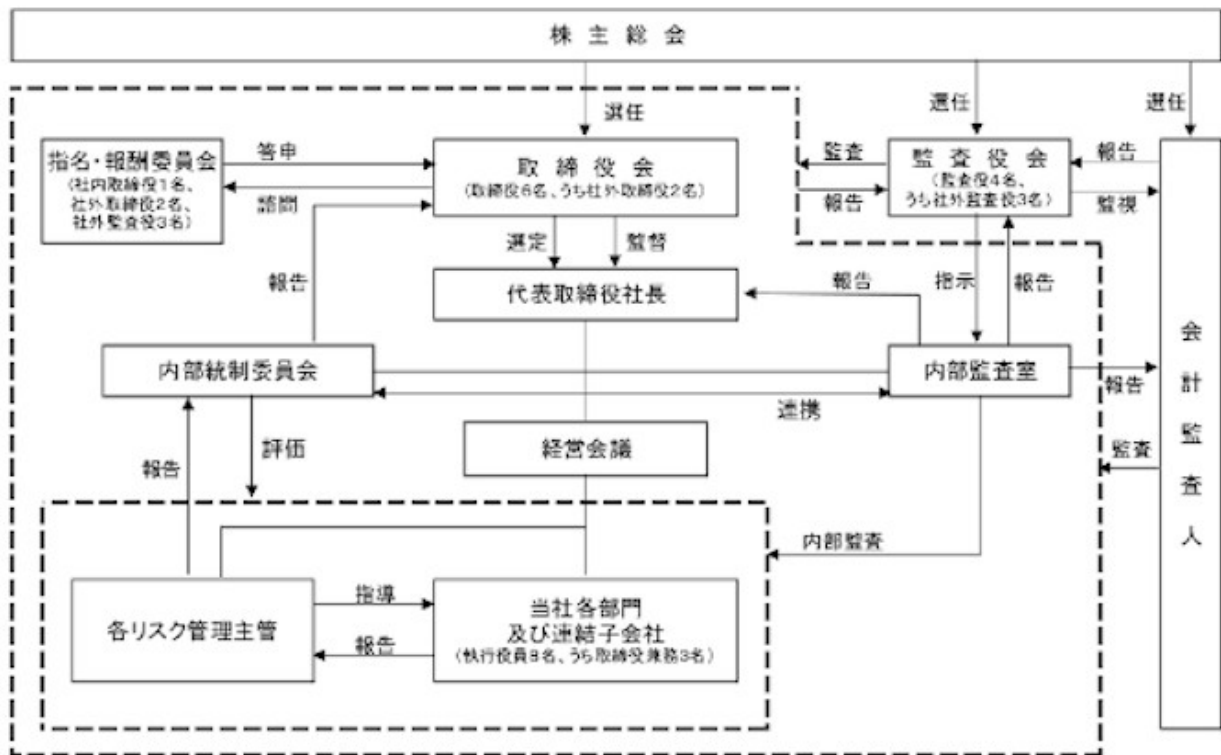 株主総会
選任
選任
選任
指名・報酬委員会
(社内取締役1名、
社外取締役2名、
社外監査役3名)
答申
諮問
取締役会
(取締役6名、うち社外取締役2名)
監査
報告
監査役会
(監査役4名、
うち社外監査役3名)
報告
監視
選定
監督
報告
代表取締役社長
報告
指示
報告
会計監査人
内部統制委員会
内部監査室
報告
連携
報告
評価
経営会議
監査
内部監査
各リスク管理主管
指導
報告
当社各部門
及び連結子会社
(執行役員8名、うち取締役兼務3名)